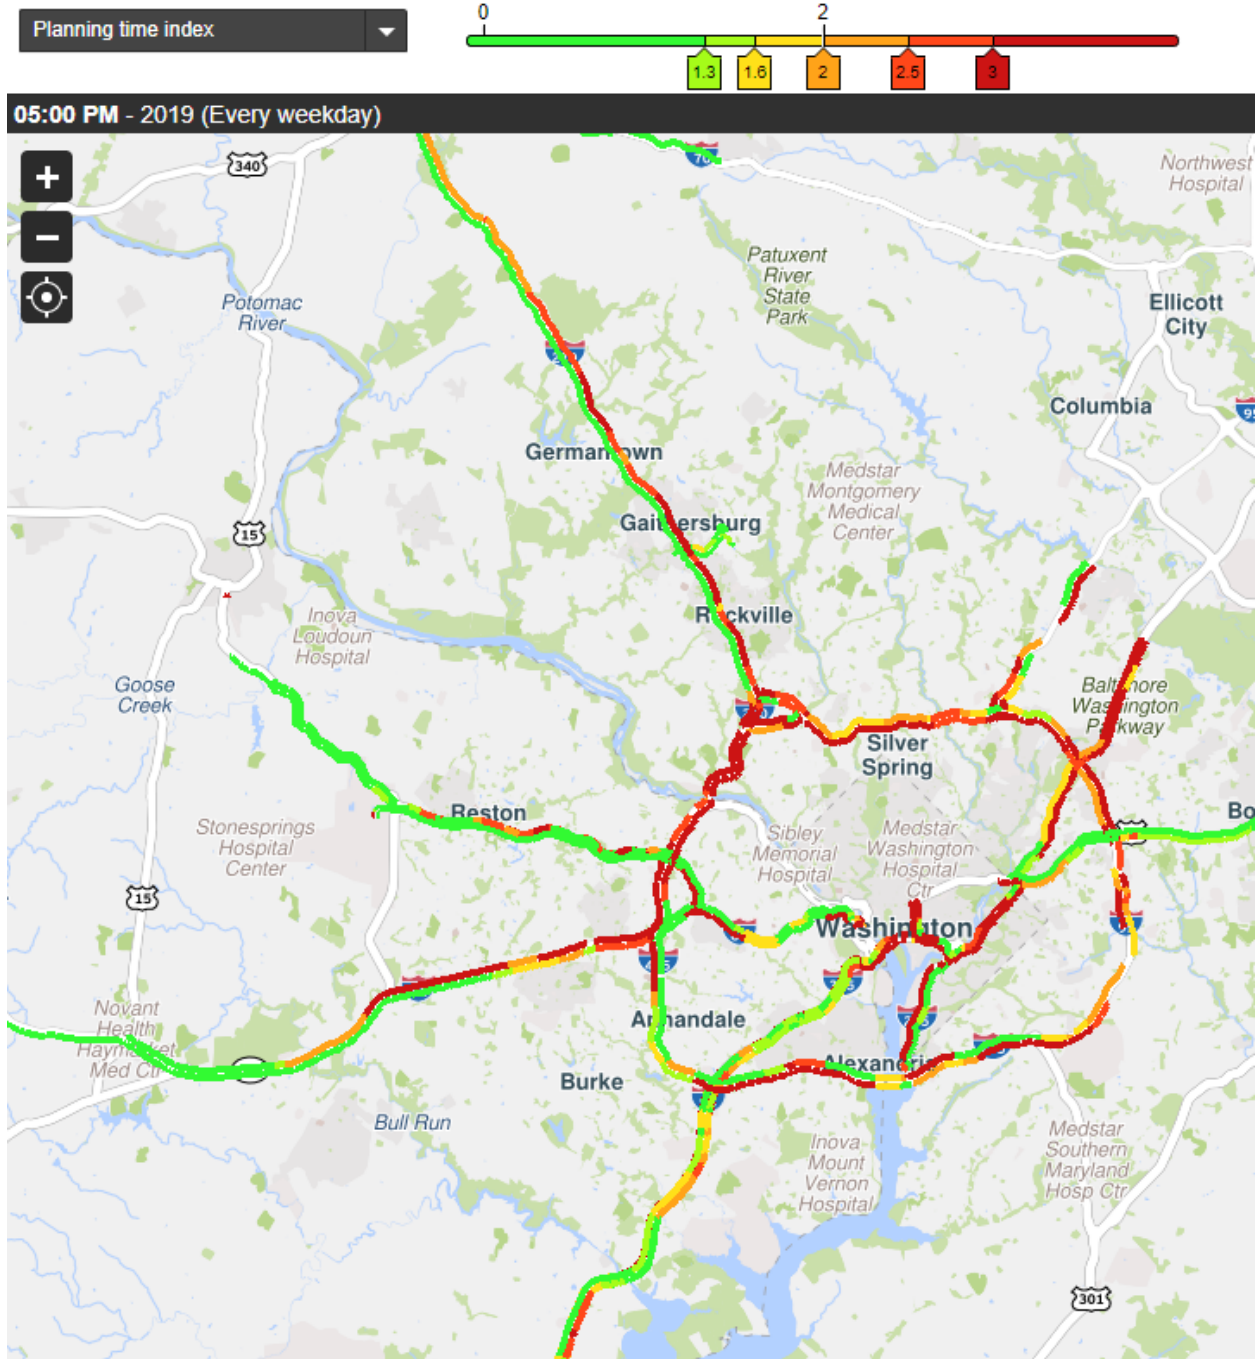 Planning time index
0
2
1.3
1.6
2
2.5
3
05:00 PM - 2019 (Every weekday)
+
−
340
70
Northwest
Hospital
Patuxent
River
State
Park
Potomac
River
Ellicott
City
Columbia
95
Germantown
Medstar
Montgomery
Medical
Center
Gaithersburg
15
Rockville
Inova
Loudoun
Hospital
Goose
Creek
Baltimore
Washington
Parkway
Silver
Spring
Reston
Bo
Stonesprings
Hospital
Center
Sibley
Memorial
Hospital
Medstar
Washington
Hospital
Ctr
15
Washington
Novant
Health
Haymarket
Med Ctr
Annandale
Alexandria
Burke
Bull Run
Inova
Mount
Vernon
Hospital
Medstar
Southern
Maryland
Hosp Ctr
301